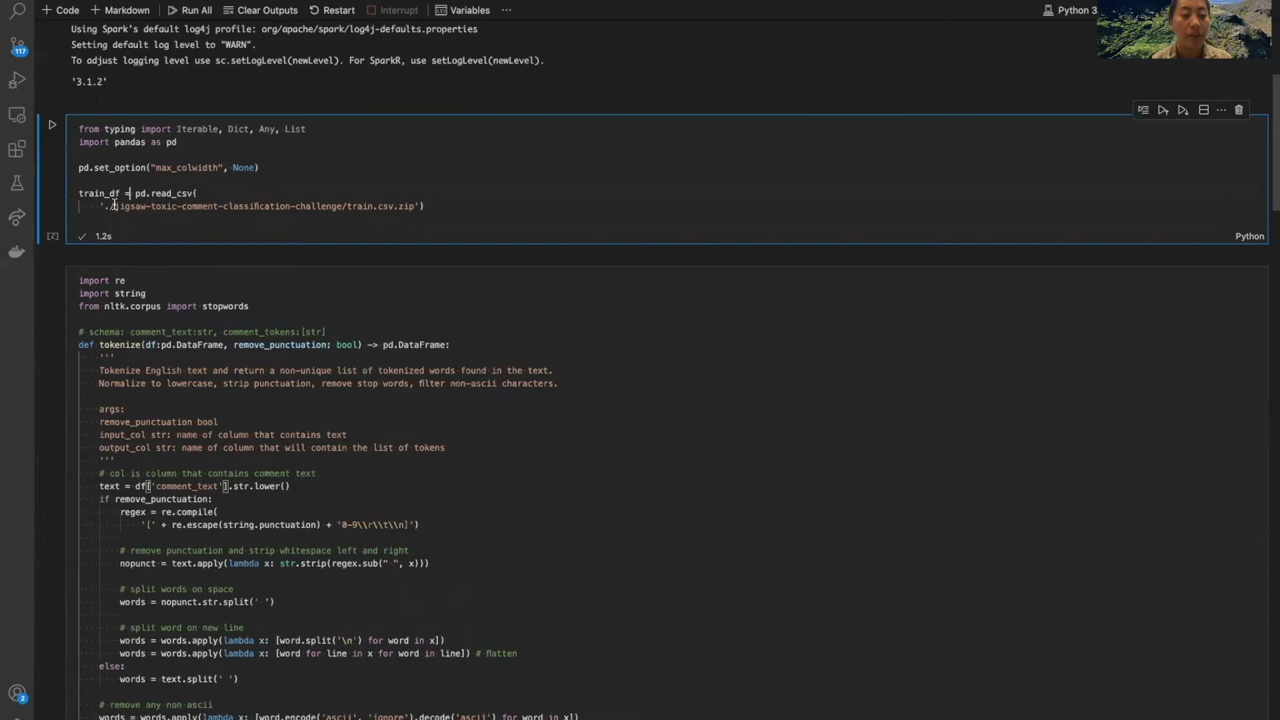 + Code + Markdown Run All Clear Outputs Restart Interrupt Variables ··· Python 3
Using Spark's default log4j profile: org/apache/spark/log4j-defaults.properties
Setting default log level to "WARN".
To adjust logging level use sc.setLogLevel(newLevel). For SparkR, use setLogLevel(newLevel).
'3.1.2'
117
from typing import Iterable, Dict, Any, List
import pandas as pd
pd.set_option("max_colwidth", None)
train_df = pd.read_csv(
'./jigsaw-toxic-comment-classification-challenge/train.csv.zip')
[2] 1.2s Python
import re
import string
from nltk.corpus import stopwords
# schema: comment_text:str, comment_tokens:[str]
def tokenize(df:pd.DataFrame, remove_punctuation: bool) -> pd.DataFrame:
'''
Tokenize English text and return a non-unique list of tokenized words found in the text.
Normalize to lowercase, strip punctuation, remove stop words, filter non-ascii characters.
args:
remove_punctuation bool
input_col str: name of column that contains text
output_col str: name of column that will contain the list of tokens
'''
# col is column that contains comment text
text = df['comment_text'].str.lower()
if remove_punctuation:
regex = re.compile(
'[' + re.escape(string.punctuation) + '0-9\\r\\t\\n]')
# remove punctuation and strip whitespace left and right
nopunct = text.apply(lambda x: str.strip(regex.sub(" ", x)))
# split words on space
words = nopunct.str.split(' ')
# split word on new line
words = words.apply(lambda x: [word.split('\n') for word in x])
words = words.apply(lambda x: [word for line in x for word in line]) # flatten
else:
words = text.split(' ')
# remove any non ascii
words = words.apply(lambda x: [word.encode('ascii', 'ignore').decode('ascii') for word in x])
2